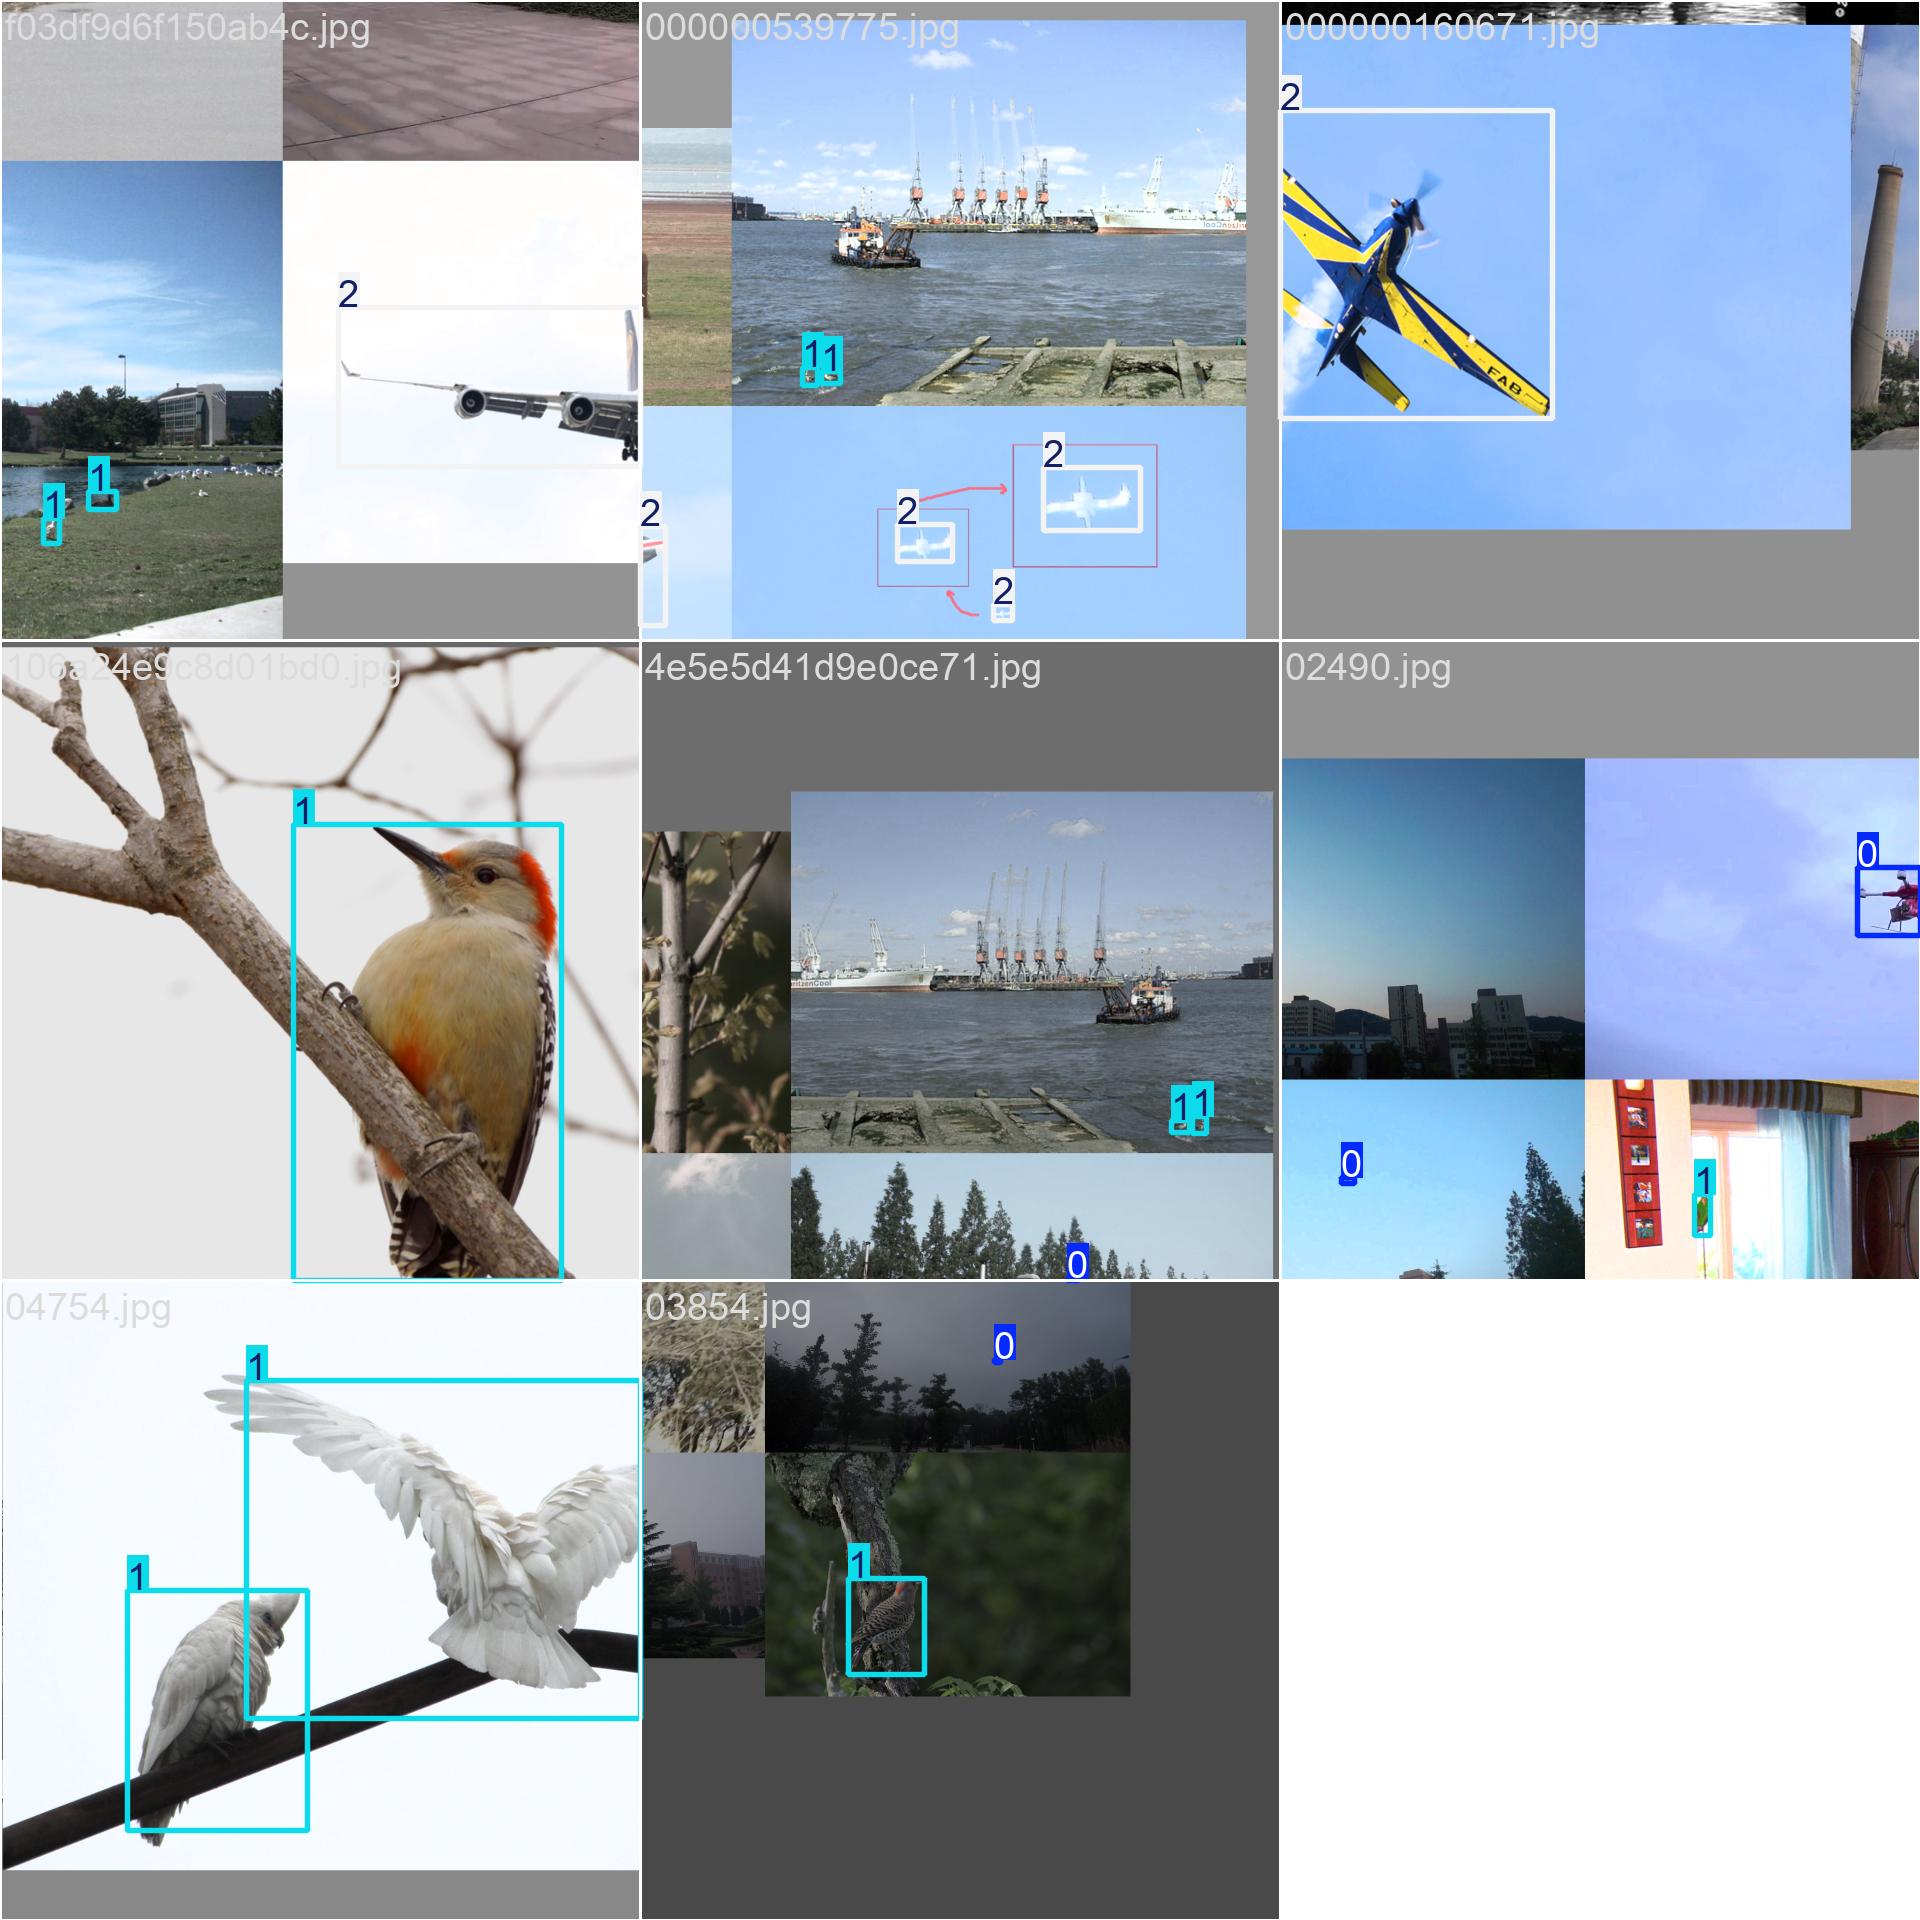 f03df9d6f150ab4c.jpg
000000539775.jpg
000000160671.jpg
2
2
11
2
2
2
2
1
1
FAB
106a24e9c8d01bd0.jpg
4e5e5d41d9e0ce71.jpg
02490.jpg
1
0
ritzenCool
11
0
0
1
04754.jpg
03854.jpg
1
0
1
1